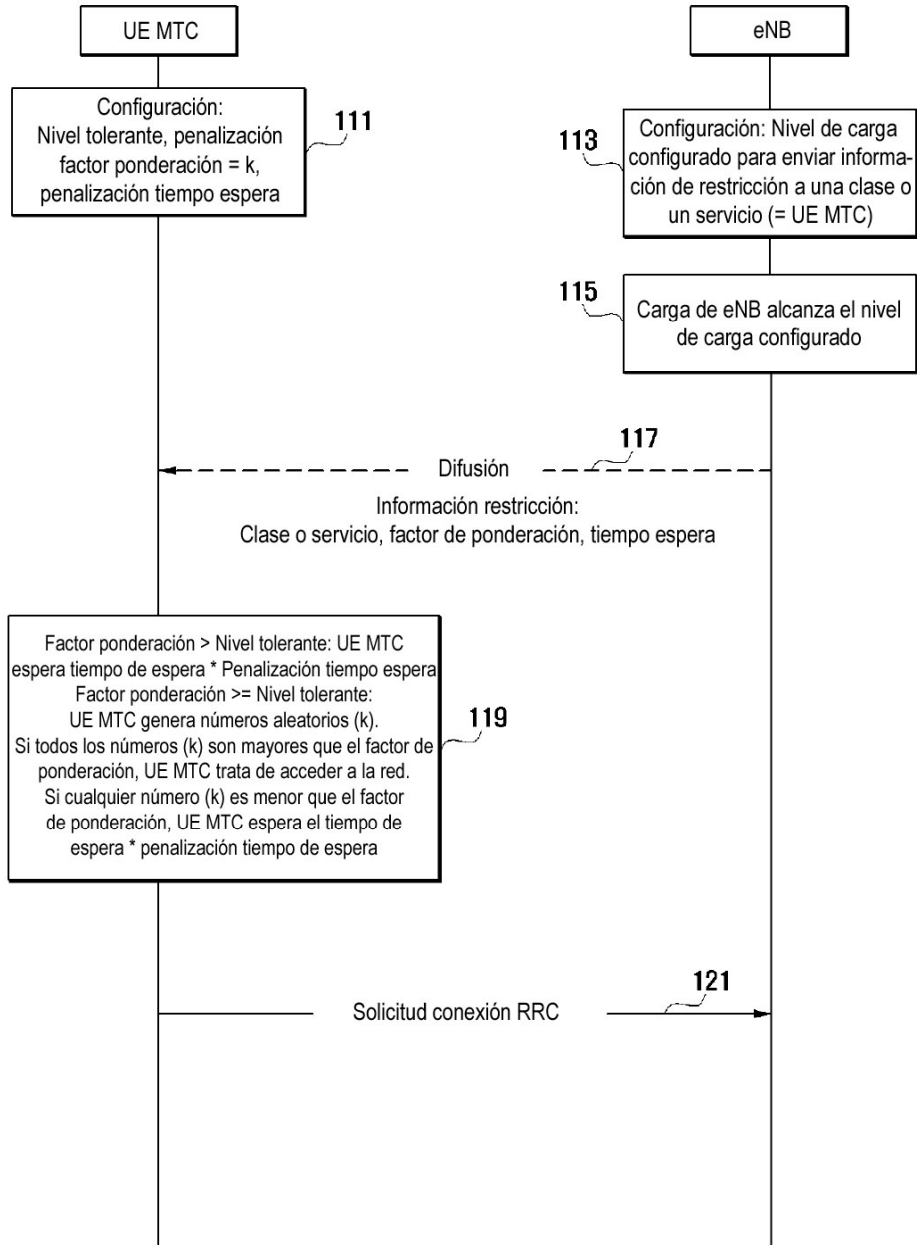 UE MTC
eNB
Configuración:
Nivel tolerante, penalización
factor ponderación = k,
penalización tiempo espera
111
113
Configuración: Nivel de carga
configurado para enviar informa-
ción de restricción a una clase o
un servicio (= UE MTC)
115
Carga de eNB alcanza el nivel
de carga configurado
117
Difusión
Información restricción:
Clase o servicio, factor de ponderación, tiempo espera
Factor ponderación > Nivel tolerante: UE MTC
espera tiempo de espera * Penalización tiempo espera
Factor ponderación >= Nivel tolerante:
UE MTC genera números aleatorios (k).
Si todos los números (k) son mayores que el factor de
ponderación, UE MTC trata de acceder a la red.
Si cualquier número (k) es menor que el factor
de ponderación, UE MTC espera el tiempo de
espera * penalización tiempo de espera
119
121
Solicitud conexión RRC